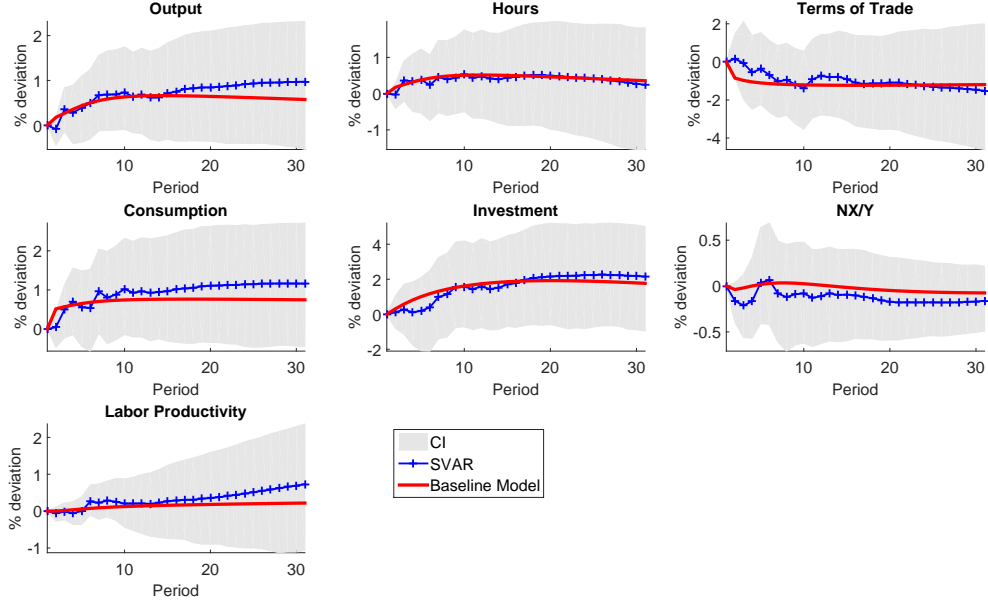 Output
% deviation
2
1
0
10
20
30
Period
Hours
% deviation
1
0
-1
10
20
30
Period
Terms of Trade
% deviation
2
0
-2
-4
10
20
30
Period
Consumption
% deviation
2
1
0
10
20
30
Period
Investment
% deviation
4
2
0
-2
10
20
30
Period
NX/Y
% deviation
0.5
0
-0.5
10
20
30
Period
Labor Productivity
% deviation
2
1
0
-1
10
20
30
Period
CI
SVAR
Baseline Model